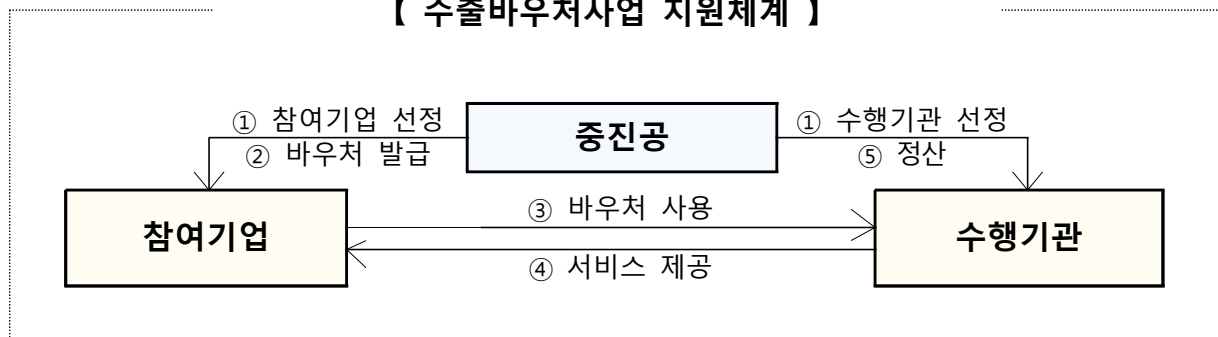 【 수출바우처사업 지원체계 】
① 참여기업 선정
② 바우처 발급
중진공
① 수행기관 선정
⑤ 정산
참여기업
③ 바우처 사용
④ 서비스 제공
수행기관